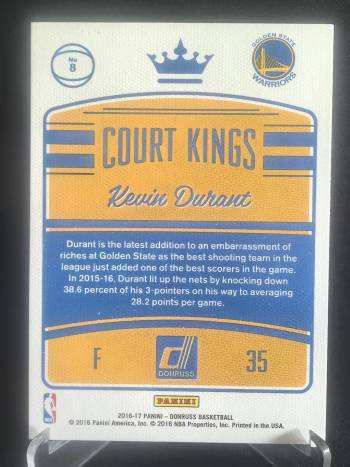 No
8
GOLDEN STATE
WARRIORS
COURT KINGS
Kevin Durant
Durant is the latest addition to an embarrassment of
riches at Golden State as the best shooting team in the
league just added one of the best scorers in the game.
In 2015-16, Durant lit up the nets by knocking down
38.6 percent of his 3-pointers on his way to averaging
28.2 points per game.
F
DONRUSS
35
PANINI
2016-17 PANINI - DONRUSS BASKETBALL
© 2016 Panini America, Inc. © 2016 NBA Properties, Inc. Printed in the USA.